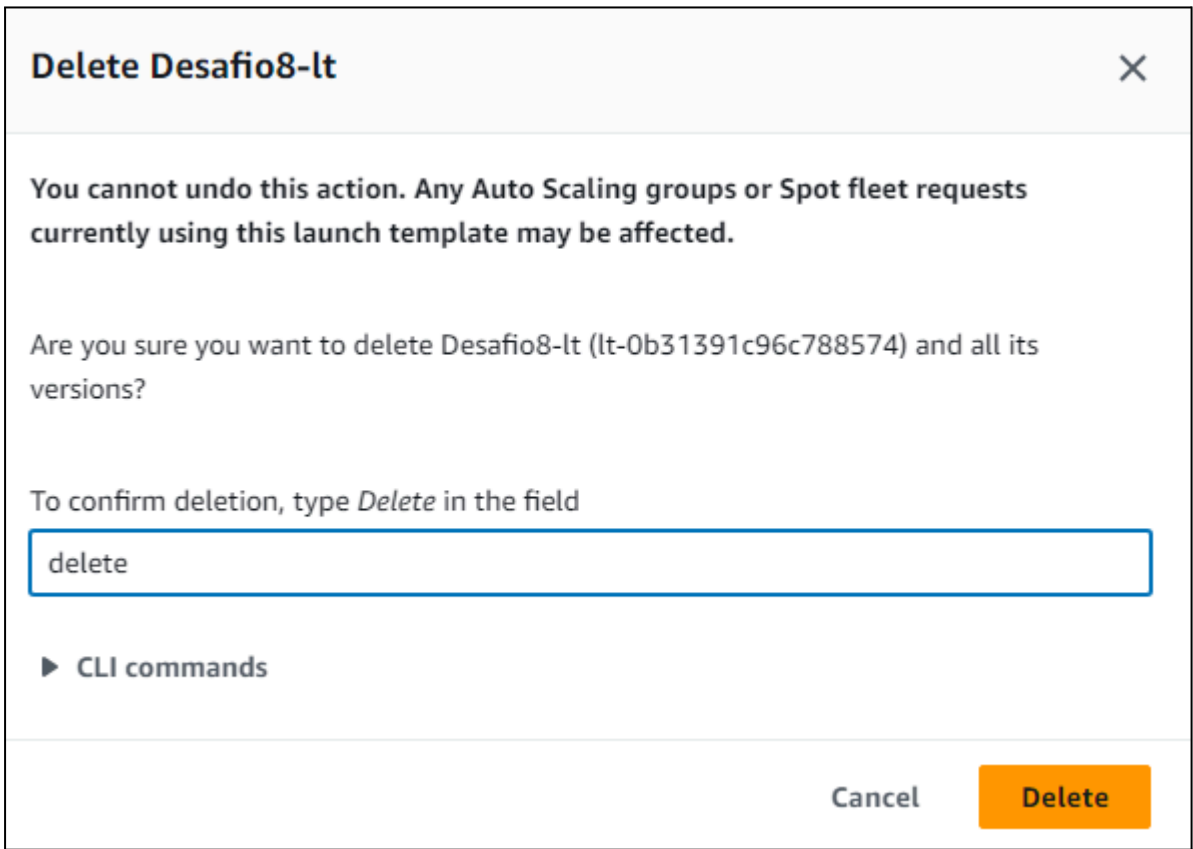 Delete Desafio8-lt
You cannot undo this action. Any Auto Scaling groups or Spot fleet requests
currently using this launch template may be affected.
Are you sure you want to delete Desafio8-lt (lt-0b31391c96c788574) and all its
versions?
To confirm deletion, type Delete in the field
delete
CLI commands
Cancel
Delete